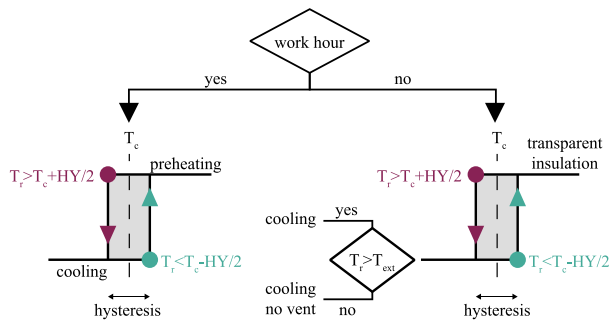 work hour
yes
no
T_c
T_c
preheating
transparent
insulation
T_r>T_c+HY/2
T_r>T_c+HY/2
cooling
yes
T_r>T_ext
cooling
T_r<T_c-HY/2
T_r<T_c-HY/2
cooling
no vent
no
hysteresis
hysteresis